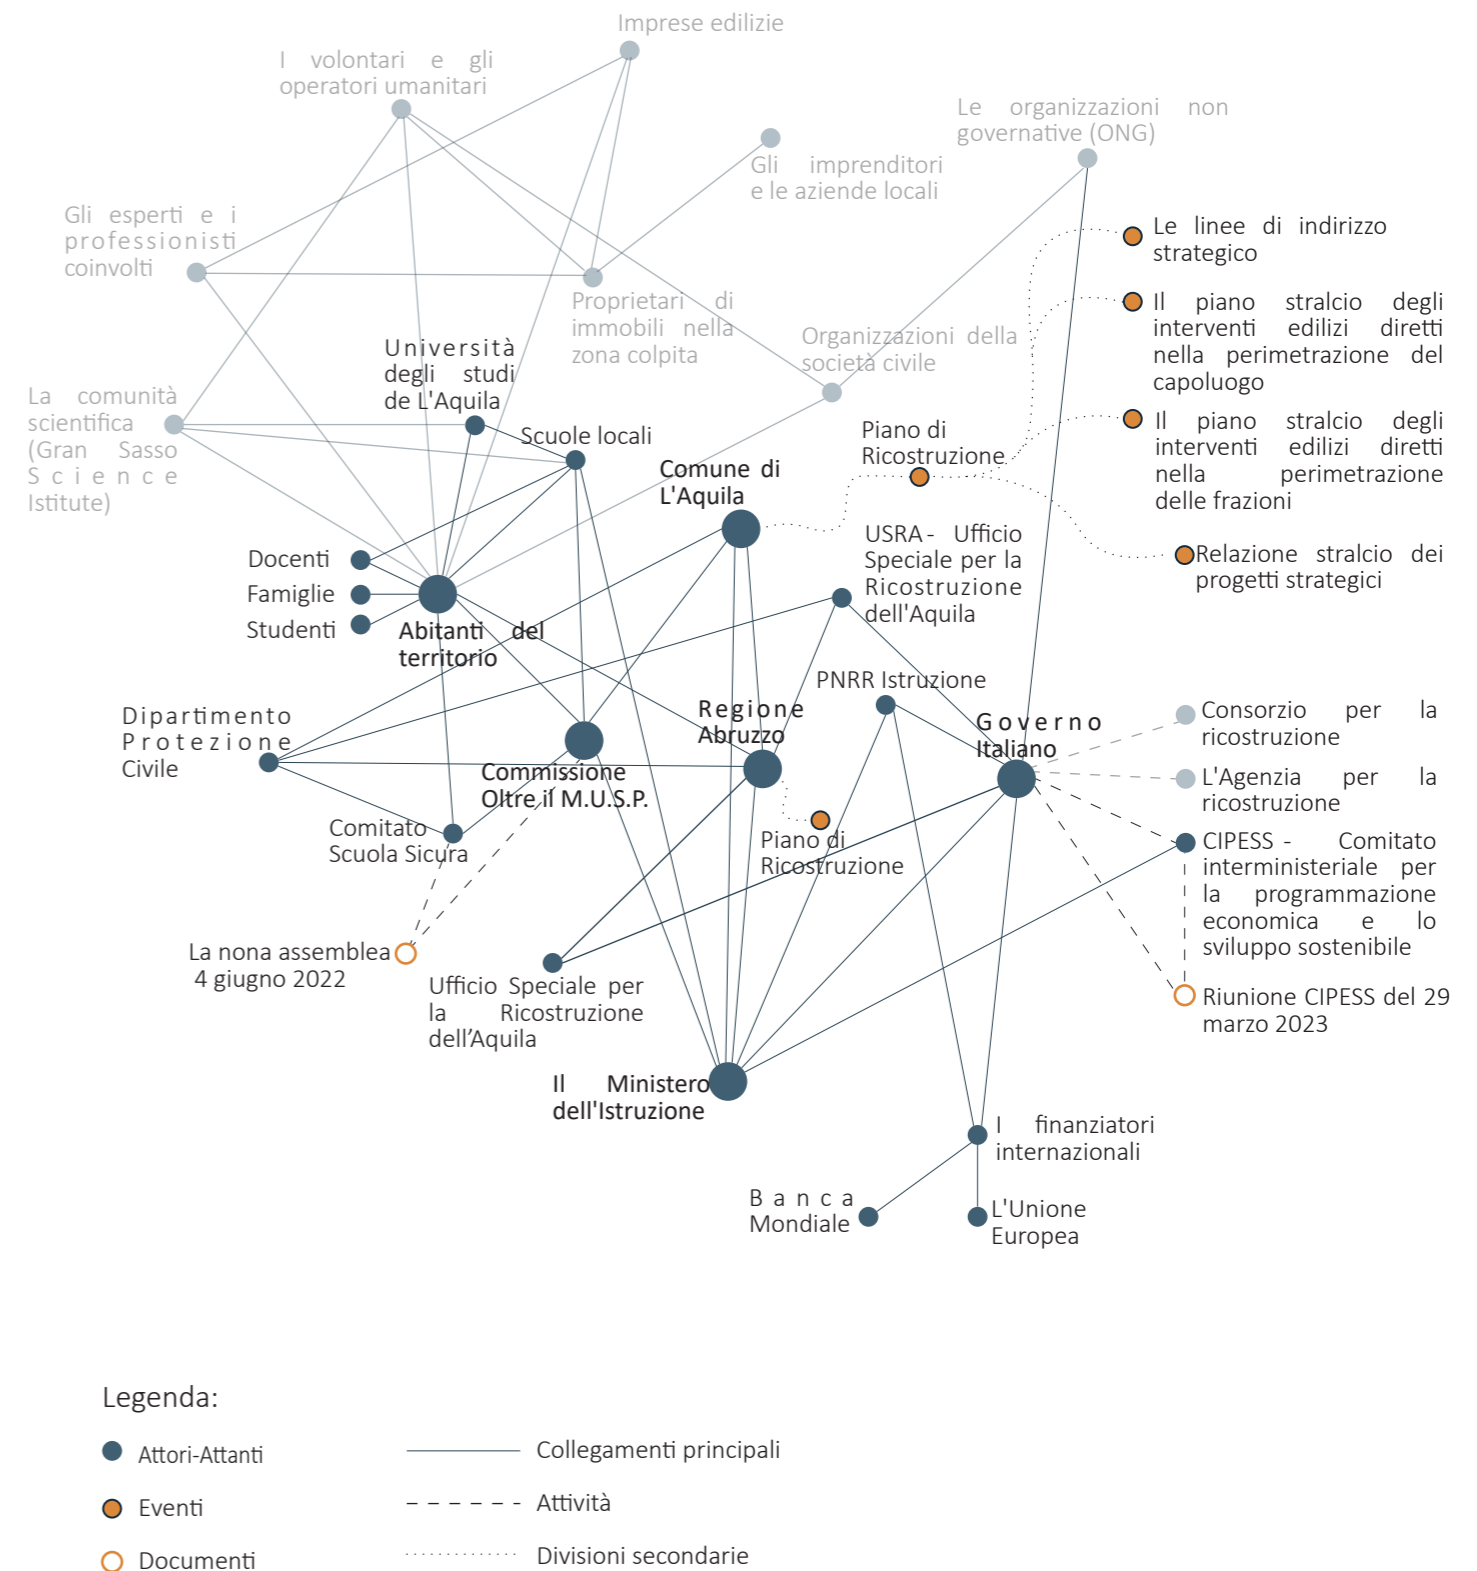 Imprese edilizie
I volontari e gli
operatori umanitari
Le organizzazioni non
governative (ONG)
Gli imprenditori
e le aziende locali
Gli esperti e i
professionisti
coinvolti
Le linee di indirizzo
strategico
Proprietari di
immobili nella
zona colpita
Il piano stralcio degli
interventi edilizi diretti
nella perimetrazione del
capoluogo
Organizzazioni della
società civile
Università
degli studi
de L'Aquila
La comunità
scientifica
(Gran Sasso
Science
Istitute)
Scuole locali
Piano di
Ricostruzione
Il piano stralcio degli
interventi edilizi diretti
nella perimetrazione
delle frazioni
Comune di
L'Aquila
USRA - Ufficio
Speciale per la
Ricostruzione
dell'Aquila
Relazione stralcio dei
progetti strategici
Docenti
Famiglie
Studenti
Abitanti del
territorio
PNRR Istruzione
Dipartimento
Protezione
Civile
Regione
Abruzzo
Governo
Italiano
Consorzio per la
ricostruzione
Commissione
Oltre il M.U.S.P.
L'Agenzia per la
ricostruzione
Comitato
Scuola Sicura
Piano di
Ricostruzione
CIPESS - Comitato
interministeriale per
la programmazione
economica e lo
sviluppo sostenibile
La nona assemblea
4 giugno 2022
Ufficio Speciale per
la Ricostruzione
dell’Aquila
Riunione CIPESS del 29
marzo 2023
Il Ministero
dell'Istruzione
I finanziatori
internazionali
Banca
Mondiale
L'Unione
Europea
Legenda:
Attori-Attanti
Collegamenti principali
Eventi
Attività
Documenti
Divisioni secondarie